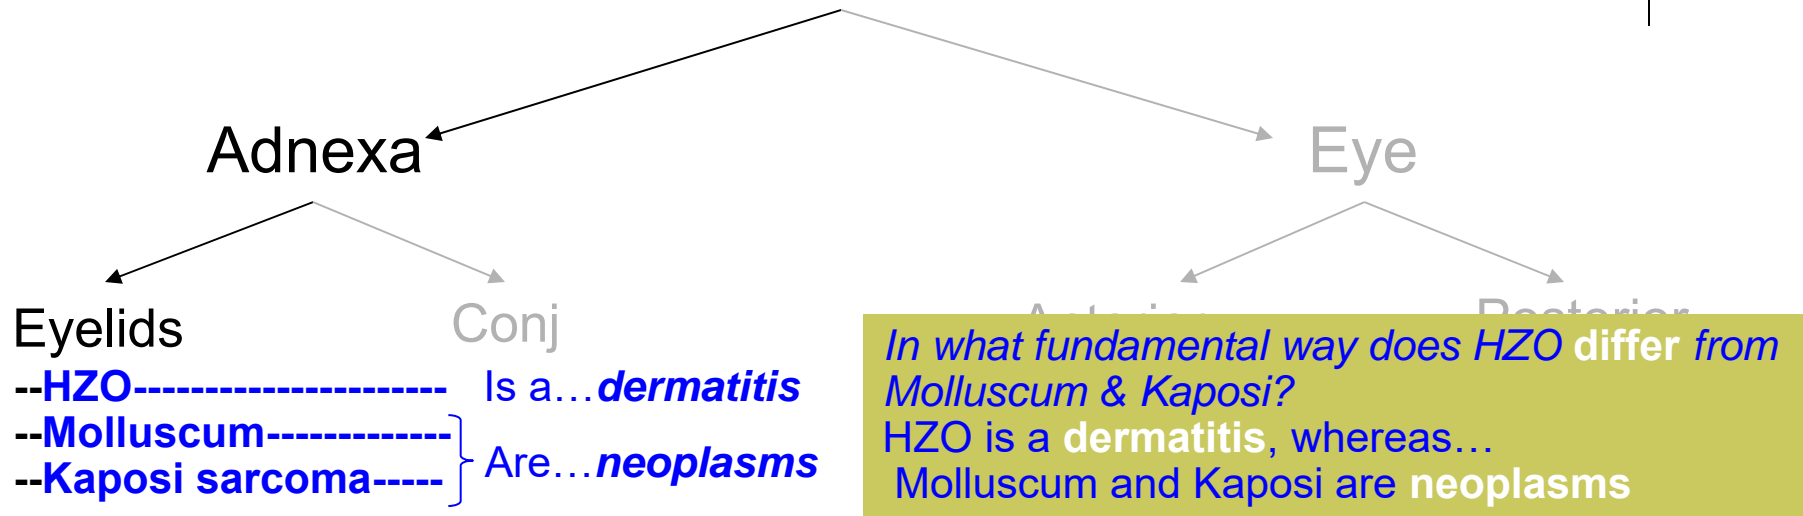 Adnexa
Eye
Eyelids
Conj
--HZO---------------------- Is a…dermatitis
--Molluscum-------------
--Kaposi sarcoma-----
Are…neoplasms
In what fundamental way does HZO differ from
Molluscum & Kaposi?
HZO is a dermatitis, whereas…
Molluscum and Kaposi are neoplasms